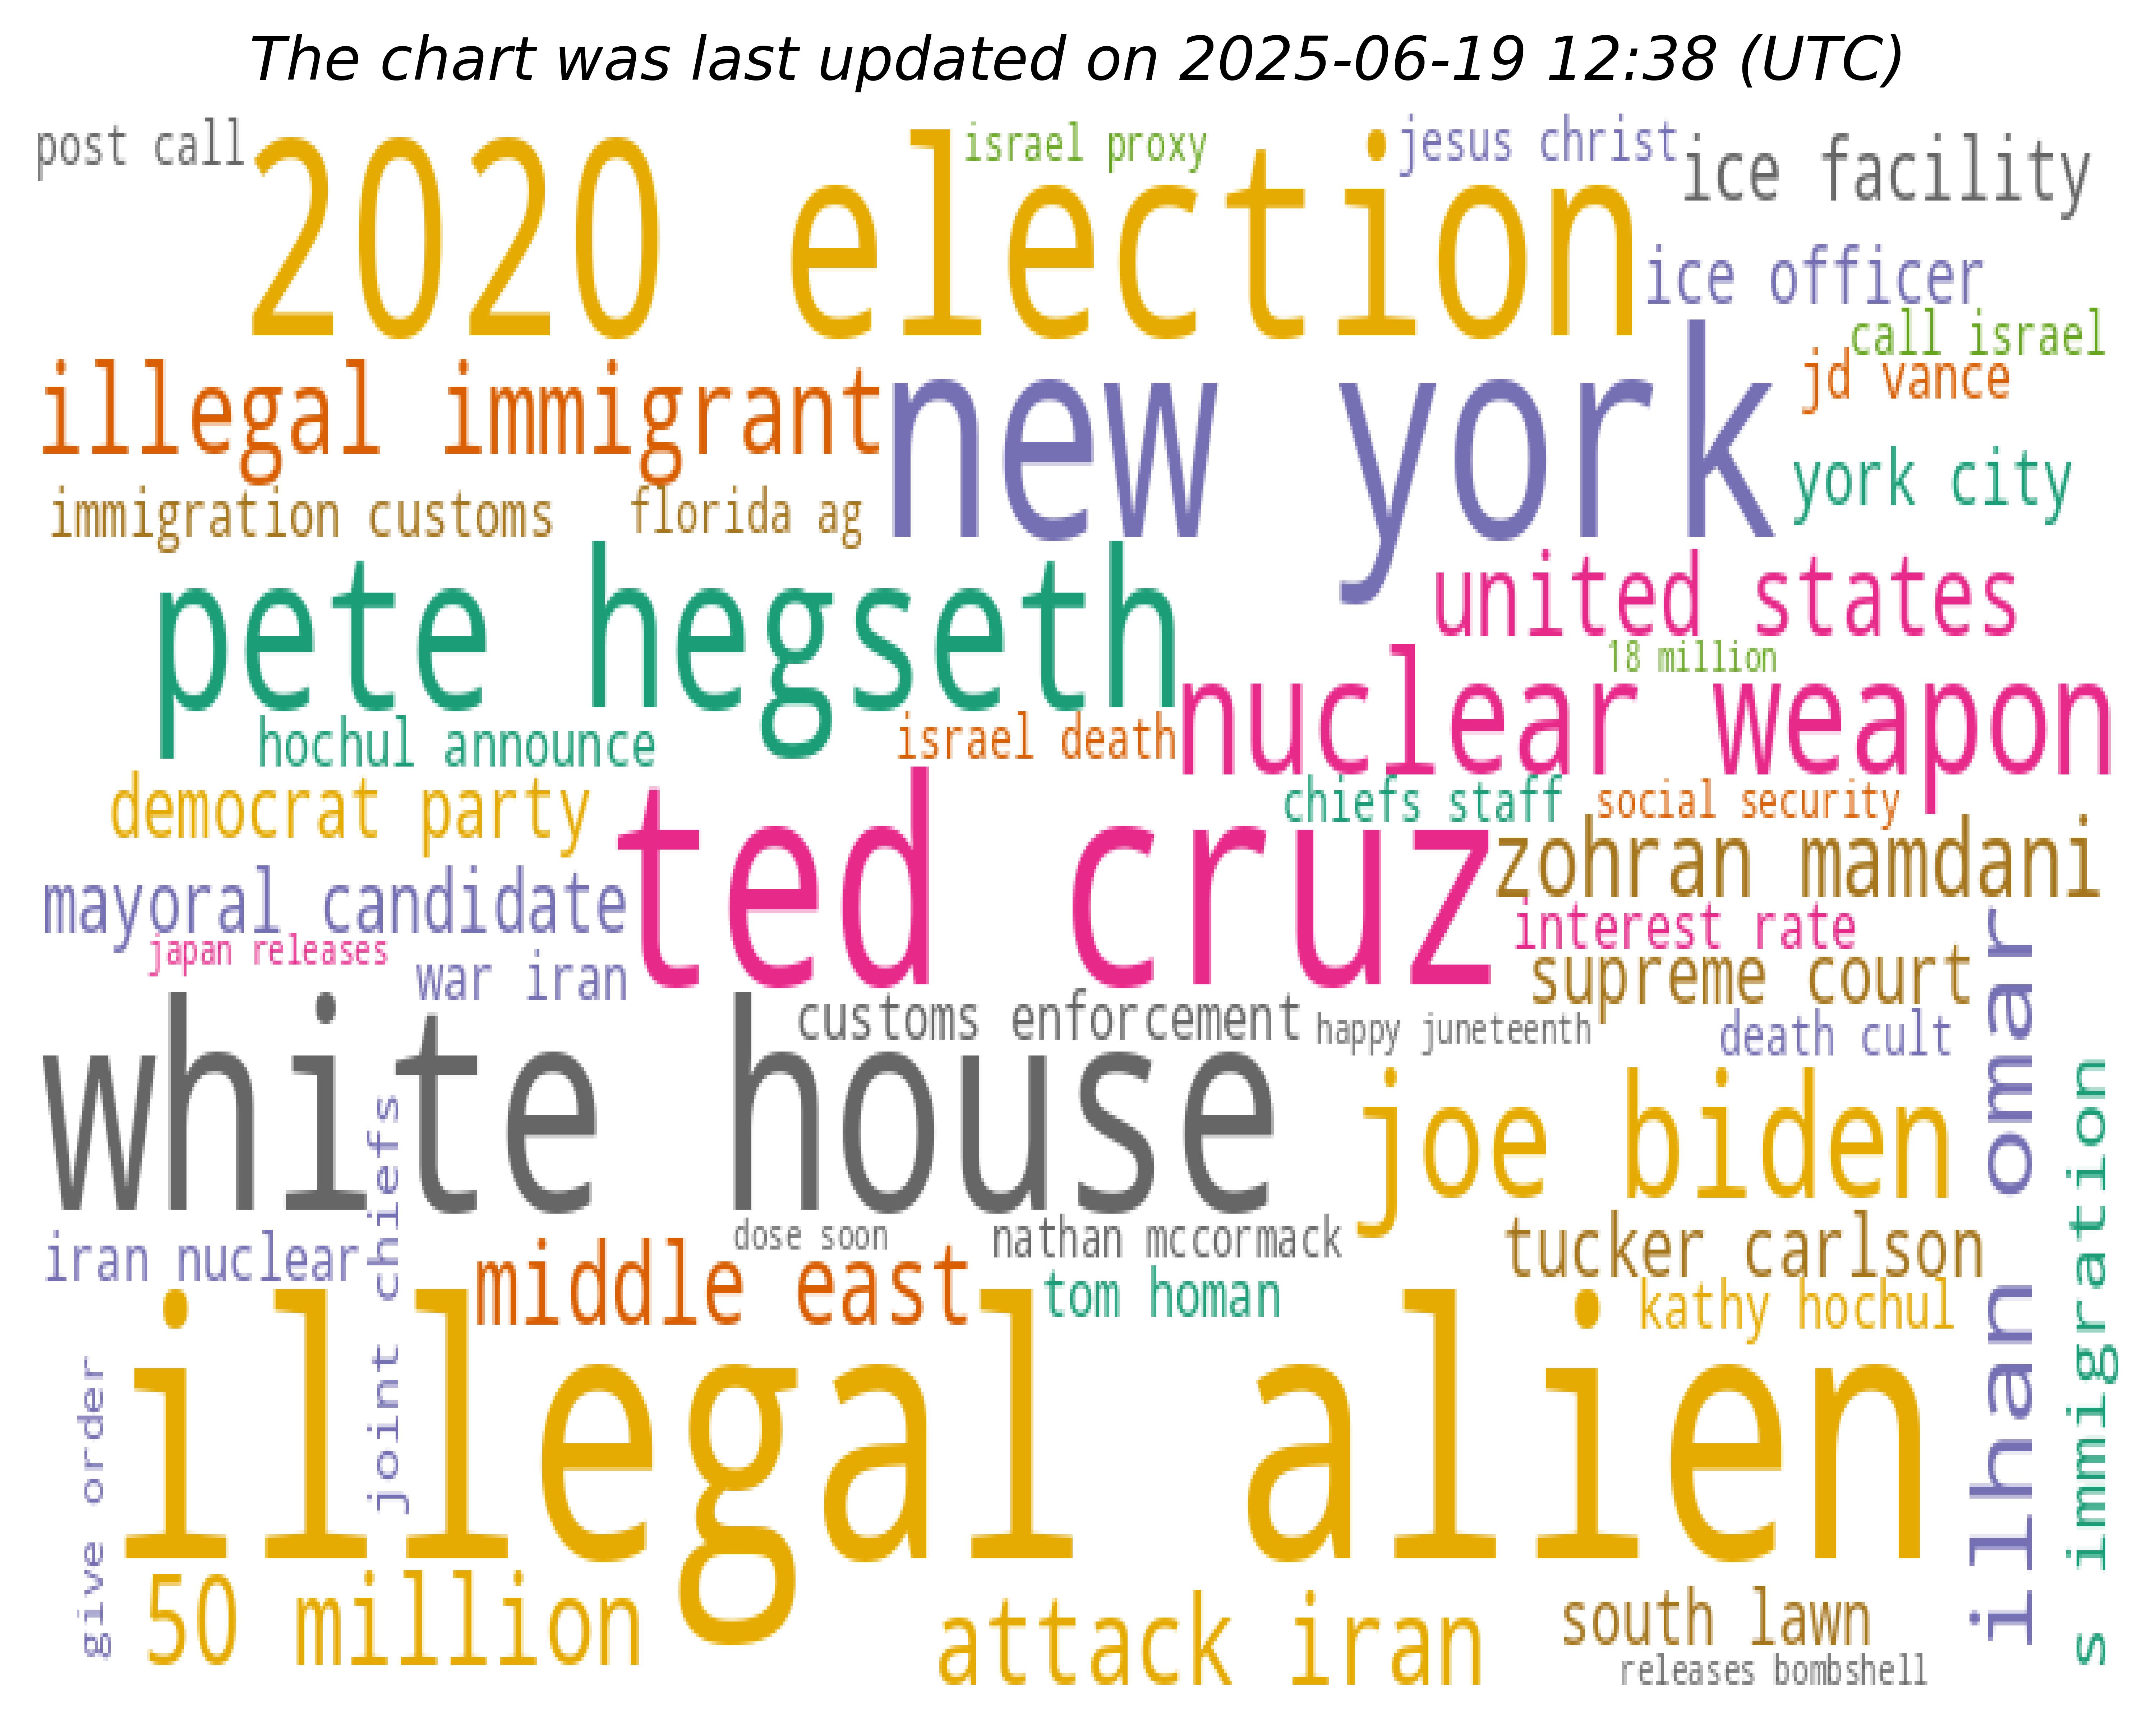 The chart was last updated on 2025-06-19 12:38 (UTC)
post call
2020 election
israel proxy
jesus christ
ice facility
ice officer
call israel
illegal immigrant
new york
jd vance
york city
immigration customs
florida ag
pete hegseth
united states
18 million
nuclear weapon
hochul announce
israel death
democrat party
ted cruz
chiefs staff
social security
zohran mamdani
mayoral candidate
interest rate
japan releases
war iran
supreme court
customs enforcement
happy juneteenth
death cult
white house
joe biden
ilhan omar
s immigration
joint chiefs
iran nuclear
dose soon
nathan mccormack
tucker carlson
middle east
tom homan
kathy hochul
illegal alien
give order
50 million
attack iran
south lawn
releases bombshell